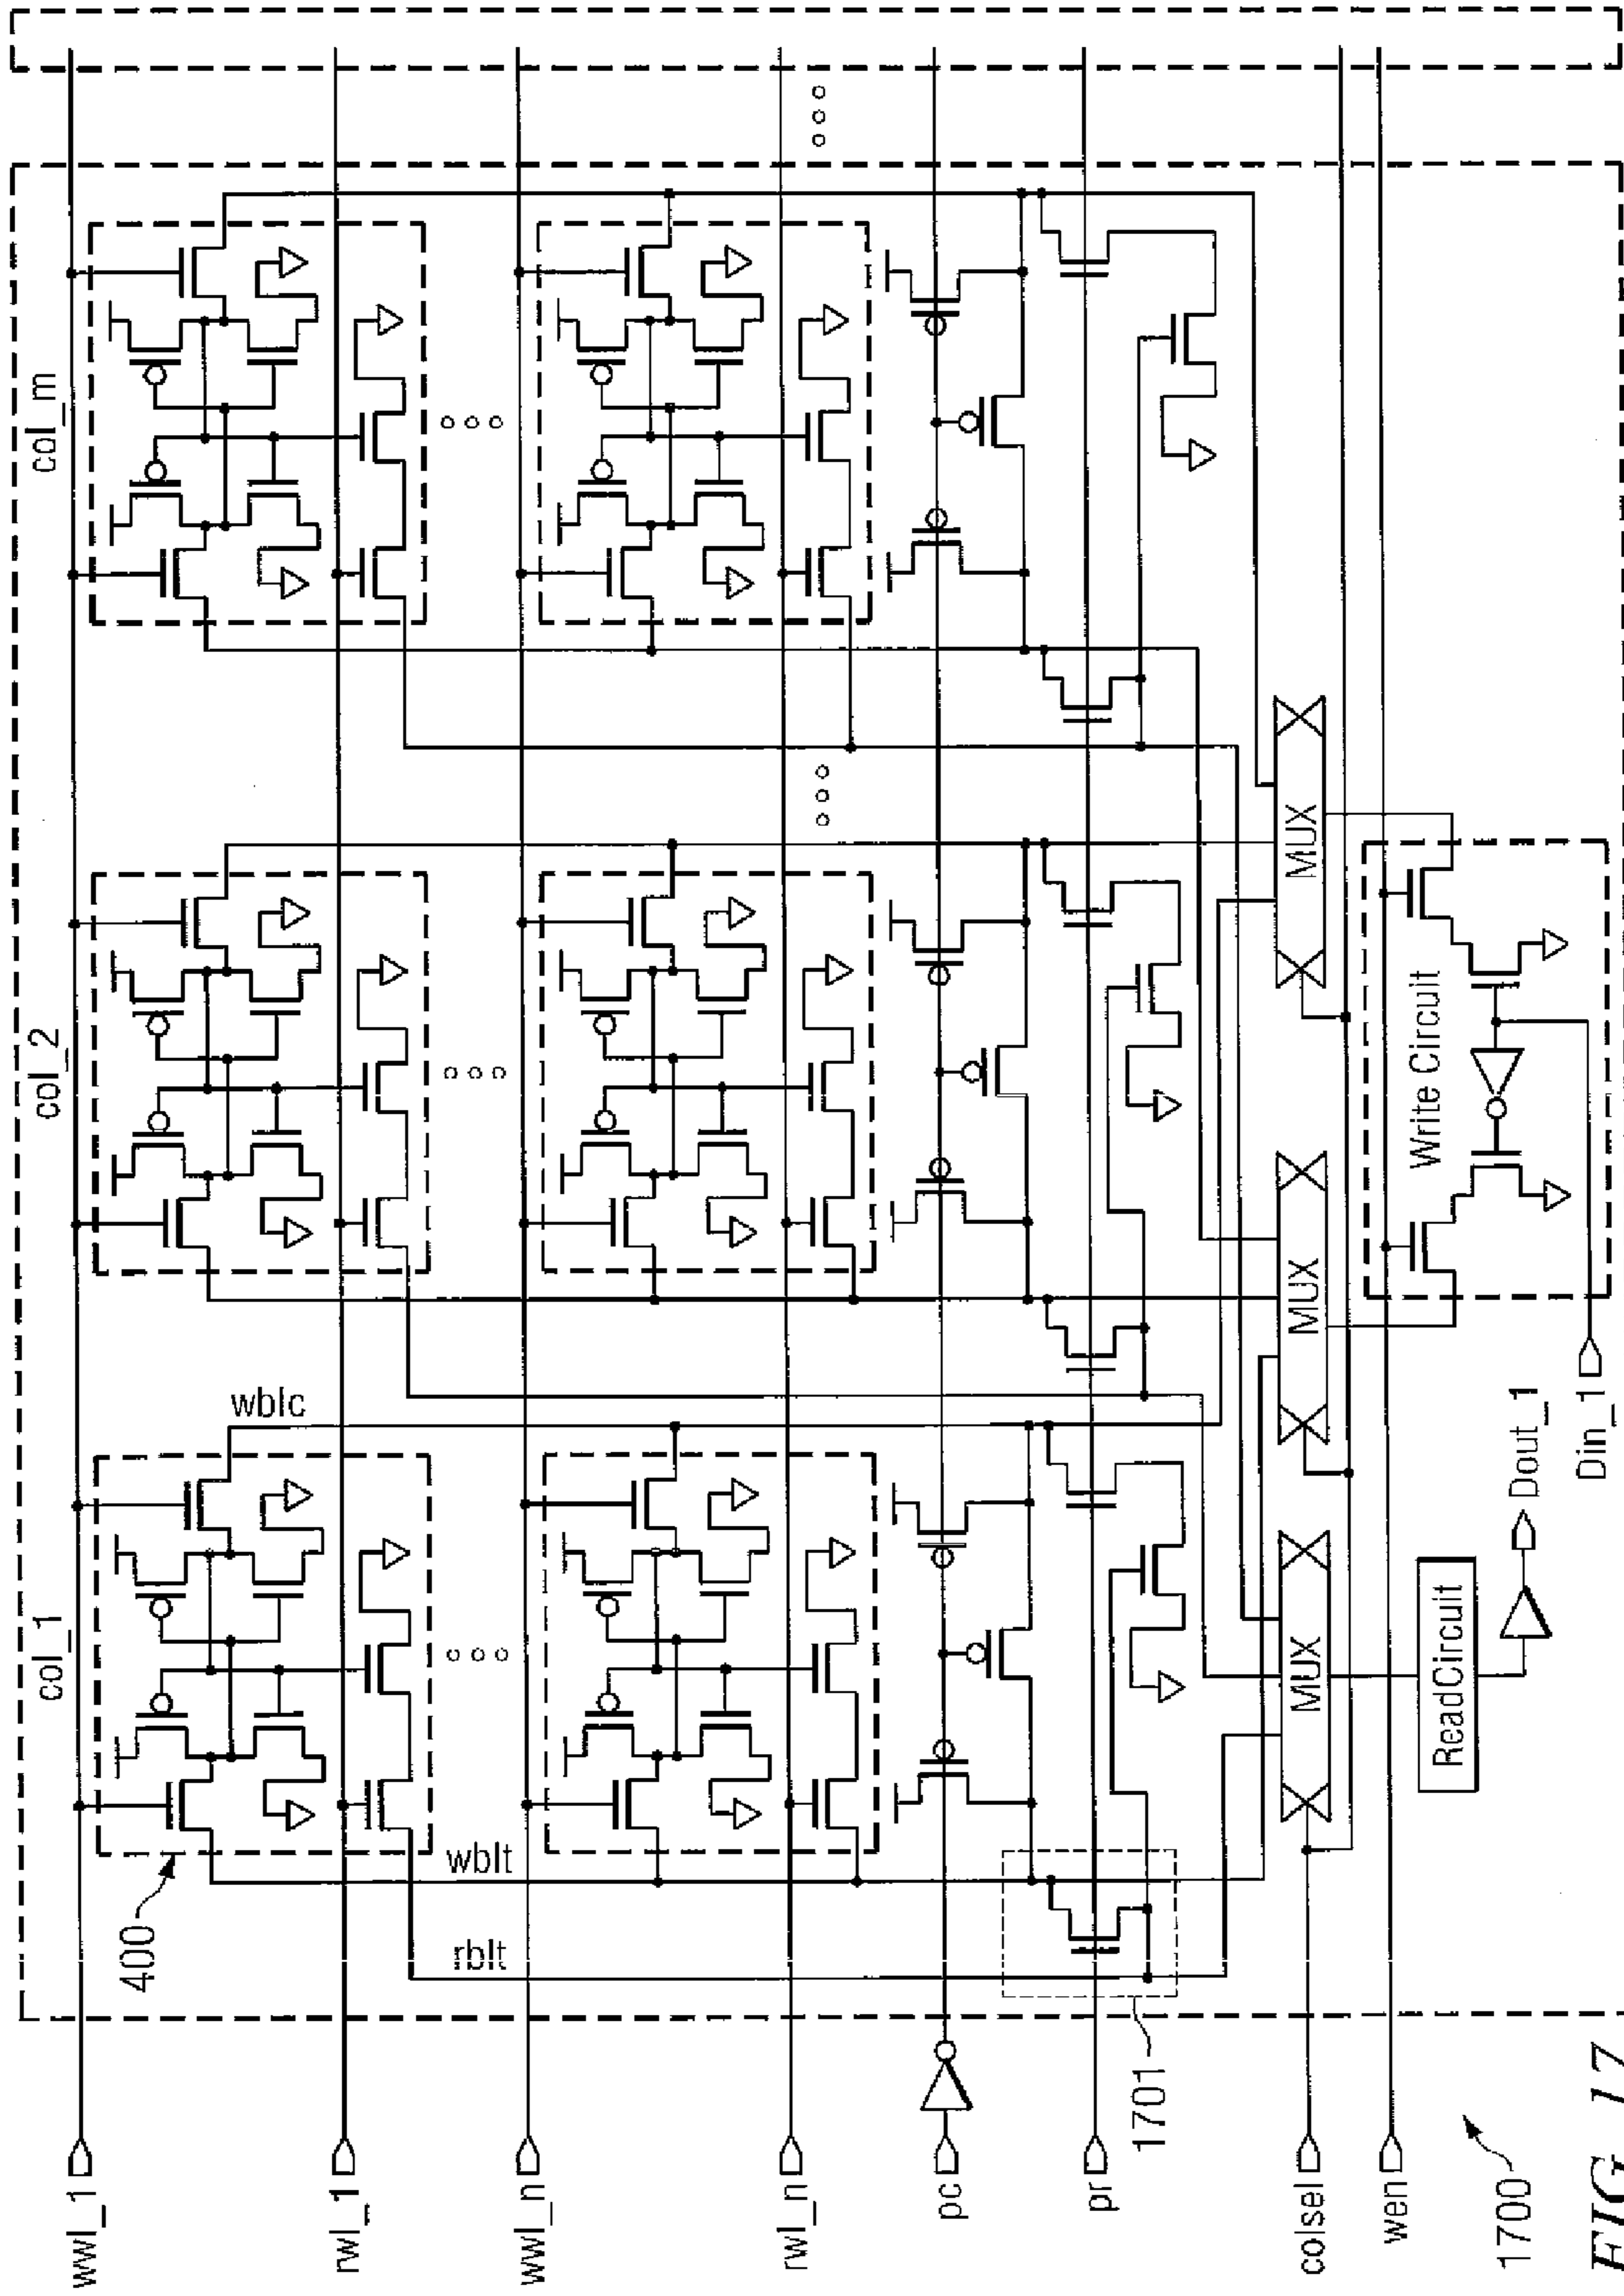 col_1
col_2
col_m
wwl_1
400
wblt
rblt
wblc
rwl_1
wwl_n
rwl_n
pc
pr
1701
colsel
MUX
MUX
MUX
wen
Write Circuit
ReadCircuit
Dout_1
Din_1
1700
FIG. 17